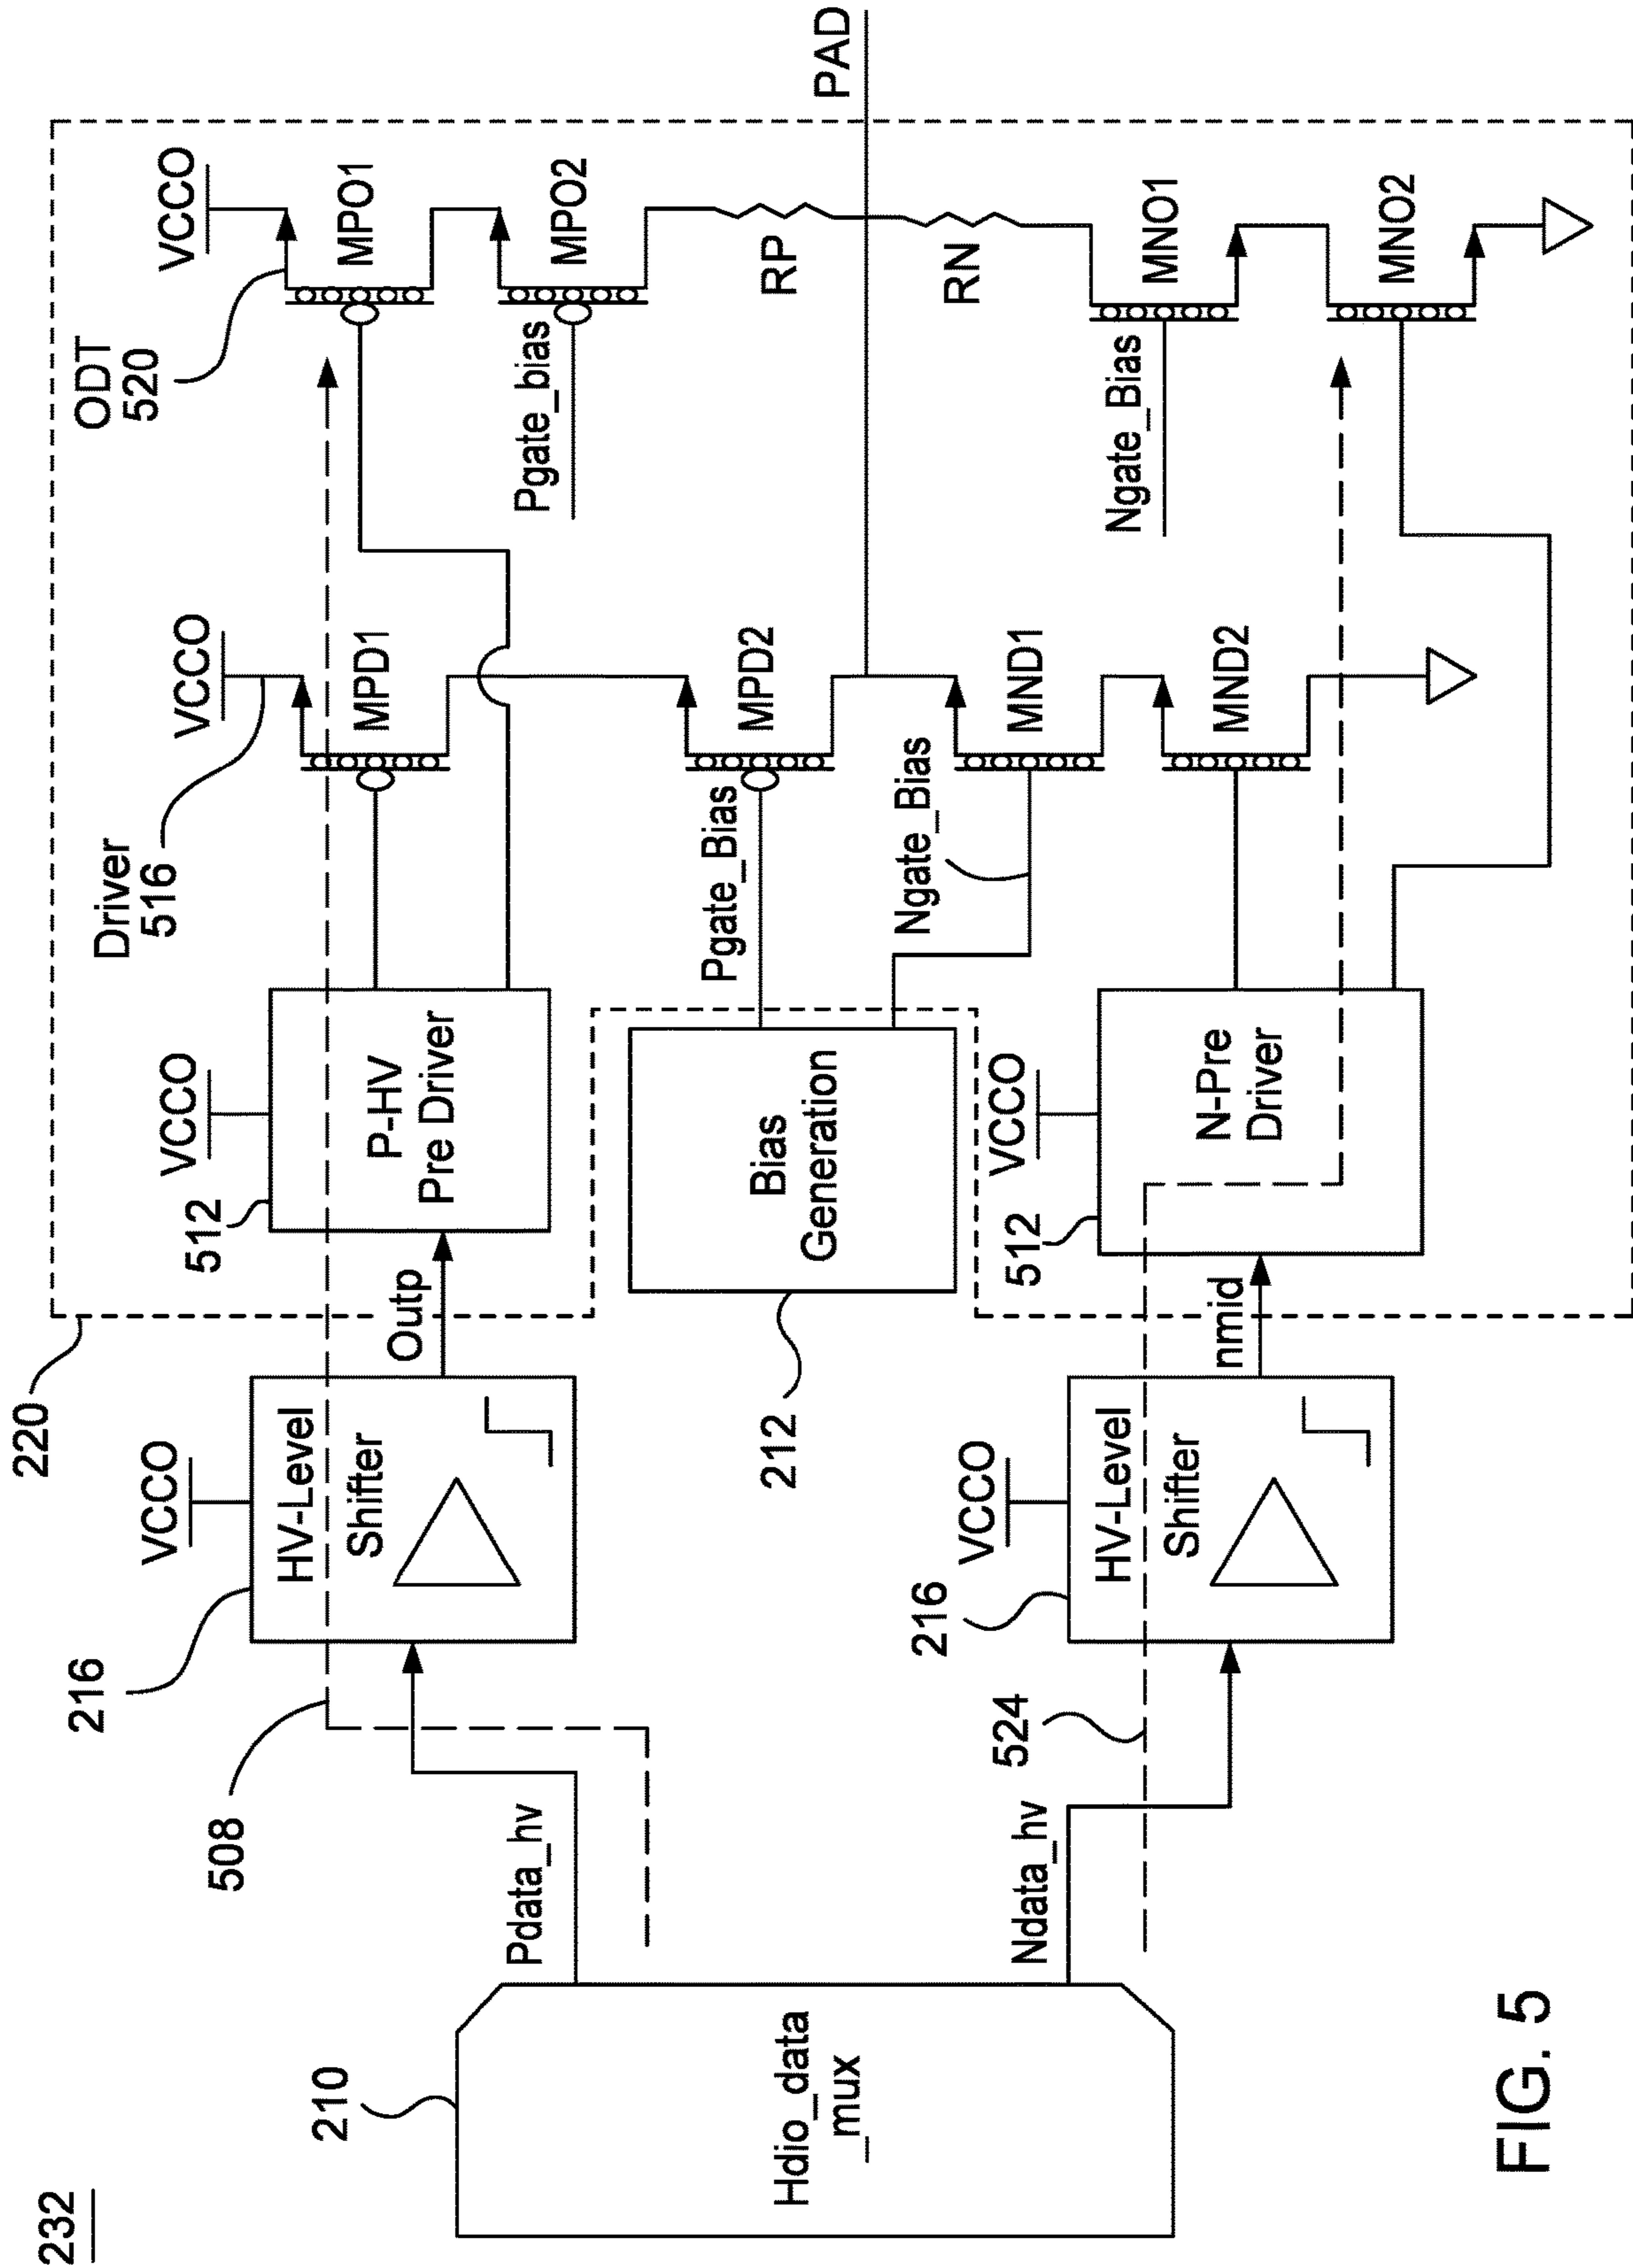 232
220
Driver
516
ODT
520
VCCO
VCCO
VCCO
VCCO
216
508
HV-Level
Shifter
Outp
512
P-HV
Pre Driver
MPD1
MPO1
Pgate_bias
MPO2
210
Pdata_hv
Hdio_data
_mux
Ndata_hv
212
Bias
Generation
Pgate_Bias
MPD2
RP
PAD
Ngate_Bias
RN
MND1
Ngate_Bias
MNO1
524
216
VCCO
HV-Level
Shifter
nmid
512
VCCO
N-Pre
Driver
MND2
MNO2
FIG. 5